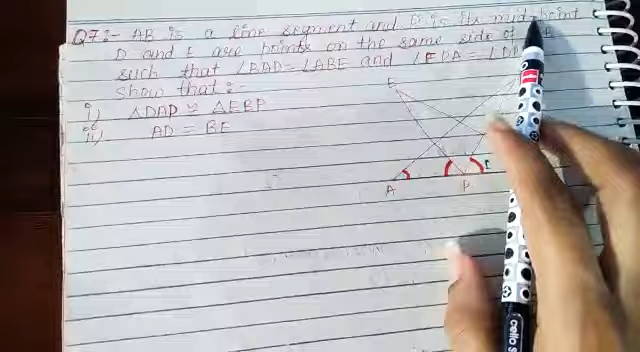 Q7:- AB is a line segment and P is its mid-point
D and E are points on the same side of AB
such that ∠BAD = ∠ABE and ∠EPA = ∠D
show that :-
i) △DAP ≅ △EBP
ii) AD = BE
E
A
P
cello